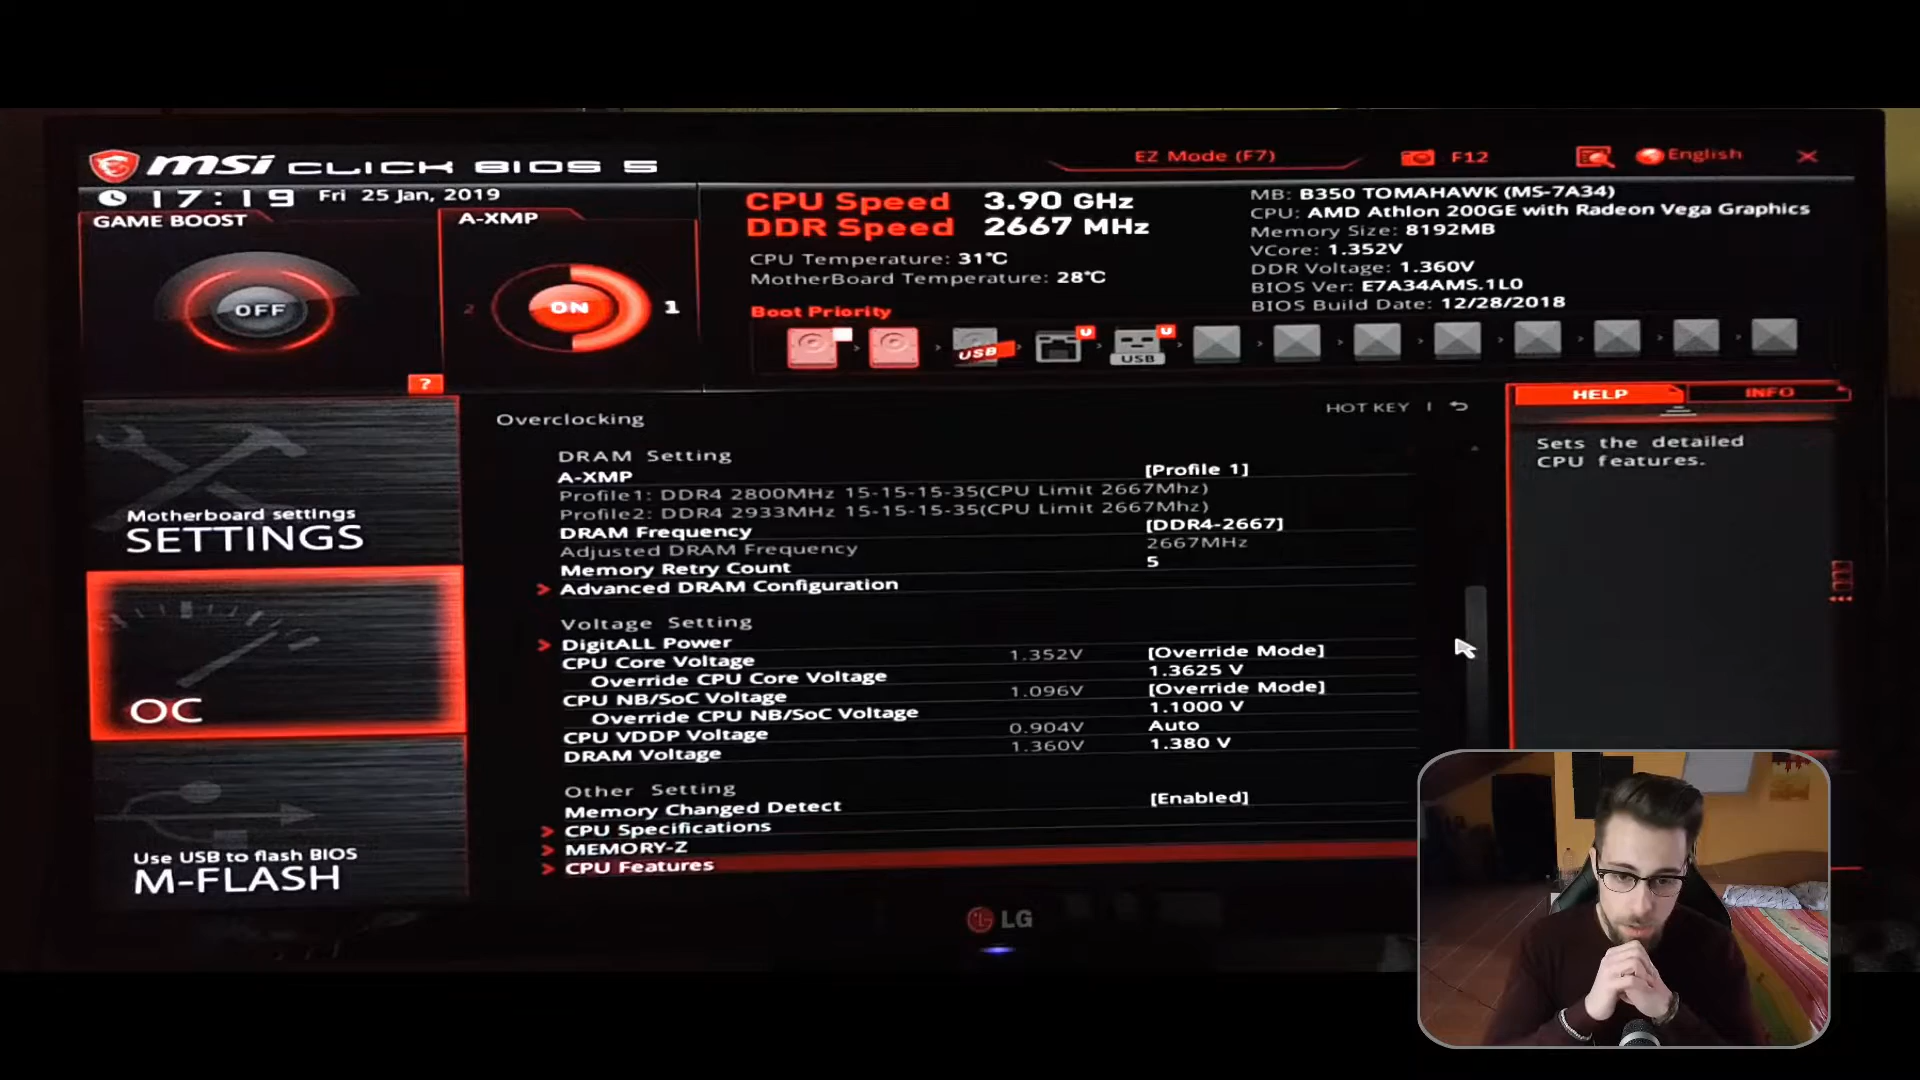 msi CLICK BIOS 5
EZ Mode (F7)
F12
English
17:19 Fri 25 Jan, 2019
GAME BOOST
OFF
A-XMP
2 ON 1
?
CPU Speed 3.90 GHz
DDR Speed 2667 MHz
CPU Temperature: 31°C
MotherBoard Temperature: 28°C
MB: B350 TOMAHAWK (MS-7A34)
CPU: AMD Athlon 200GE with Radeon Vega Graphics
Memory Size: 8192MB
VCore: 1.352V
DDR Voltage: 1.360V
BIOS Ver: E7A34AMS.1L0
BIOS Build Date: 12/28/2018
Boot Priority
USB
U
U
USB
Motherboard settings
SETTINGS
OC
Use USB to flash BIOS
M-FLASH
Overclocking
HOT KEY
DRAM Setting
A-XMP [Profile 1]
Profile1: DDR4 2800MHz 15-15-15-35(CPU Limit 2667Mhz)
Profile2: DDR4 2933MHz 15-15-15-35(CPU Limit 2667Mhz)
DRAM Frequency [DDR4-2667]
Adjusted DRAM Frequency 2667MHz
Memory Retry Count 5
> Advanced DRAM Configuration
Voltage Setting
> DigitALL Power
CPU Core Voltage 1.352V [Override Mode]
Override CPU Core Voltage 1.3625 V
CPU NB/SoC Voltage 1.096V [Override Mode]
Override CPU NB/SoC Voltage 1.1000 V
CPU VDDP Voltage 0.904V Auto
DRAM Voltage 1.360V 1.380 V
Other Setting
Memory Changed Detect [Enabled]
> CPU Specifications
> MEMORY-Z
> CPU Features
HELP
INFO
Sets the detailed
CPU features.
LG